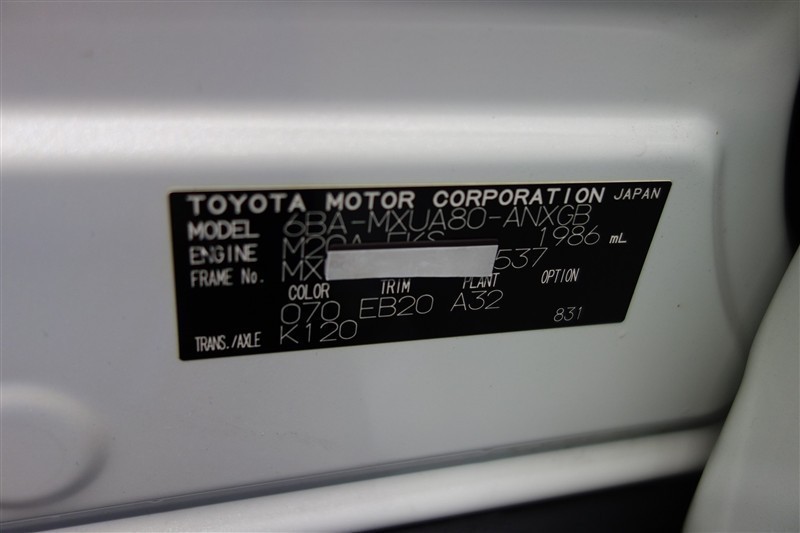 TOYOTA MOTOR CORPORATION JAPAN
MODEL 6BA-MXUA80-ANXGB
ENGINE M20A-FKS 1986 mL
FRAME No. MX 537
COLOR TRIM PLANT OPTION
070 EB20 A32
TRANS./AXLE K120 831